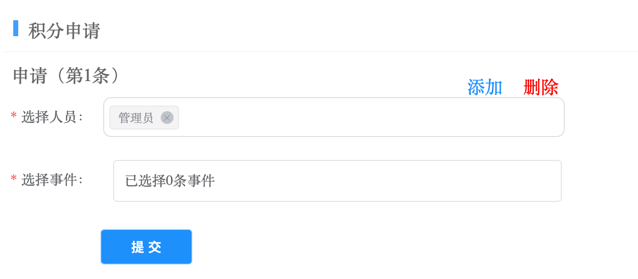 积分申请
申请（第1条）
添加 删除
* 选择人员： 管理员
* 选择事件： 已选择0条事件
提交